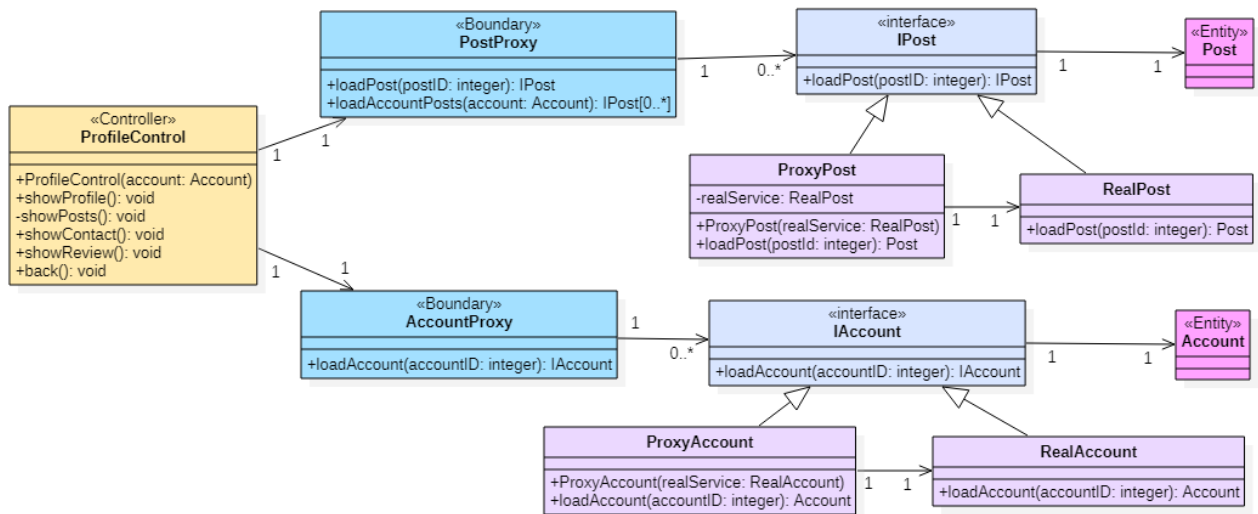 «Boundary»
PostProxy
+loadPost(postID: integer): IPost
+loadAccountPosts(account: Account): IPost[0..*]
1
0..*
«interface»
IPost
+loadPost(postID: integer): IPost
1
1
«Entity»
Post
«Controller»
ProfileControl
+ProfileControl(account: Account)
+showProfile(): void
-showPosts(): void
+showContact(): void
+showReview(): void
+back(): void
1
1
1
1
ProxyPost
-realService: RealPost
+ProxyPost(realService: RealPost)
+loadPost(postId: integer): Post
1
1
RealPost
+loadPost(postId: integer): Post
«Boundary»
AccountProxy
+loadAccount(accountID: integer): IAccount
1
0..*
«interface»
IAccount
+loadAccount(accountID: integer): IAccount
1
1
«Entity»
Account
ProxyAccount
+ProxyAccount(realService: RealAccount)
+loadAccount(accountID: integer): Account
1
1
RealAccount
+loadAccount(accountID: integer): Account